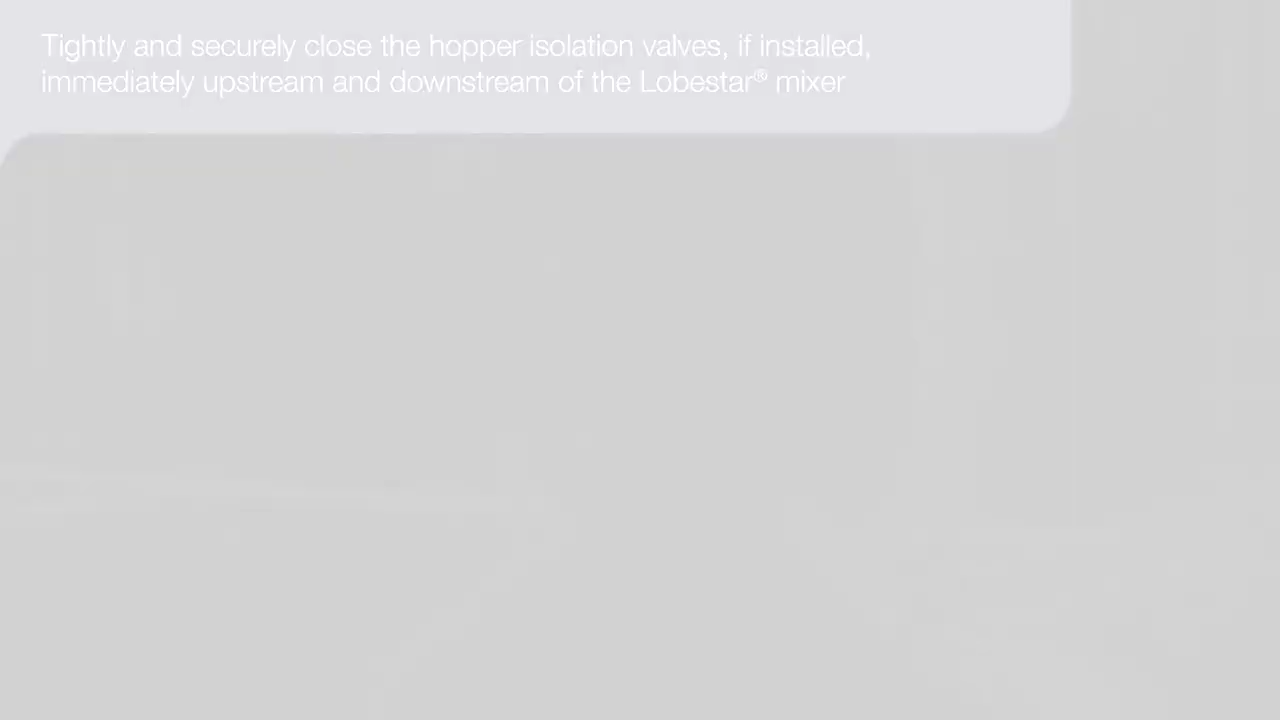 Tightly and securely close the hopper isolation valves, if installed,
immediately upstream and downstream of the Lobestar® mixer